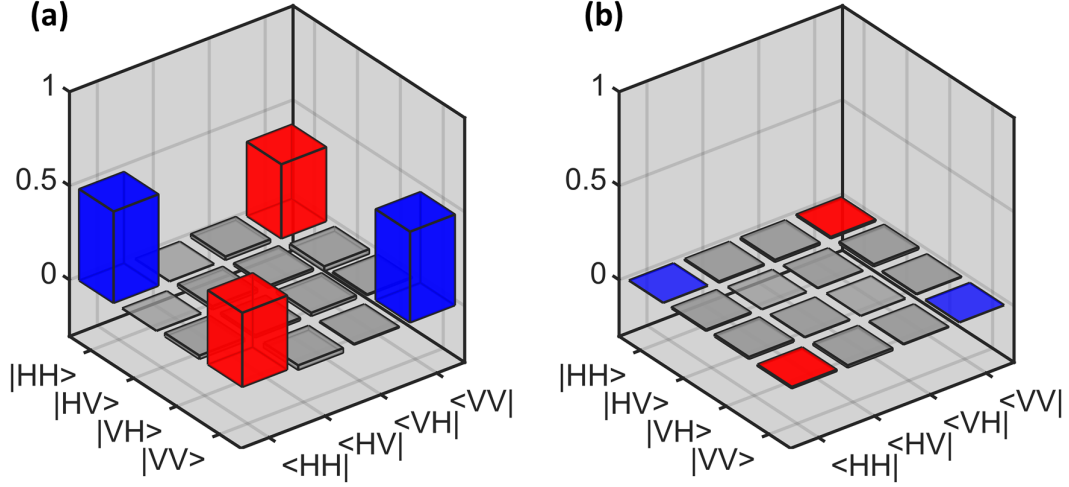 (a)
1
0.5
0
|HH>
|HV>
|VH>
|VV>
<HH|
<HV|
<VH|
<VV|
(b)
1
0.5
0
|HH>
|HV>
|VH>
|VV>
<HH|
<HV|
<VH|
<VV|